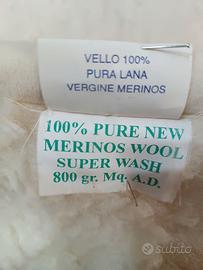 VELLO 100%
PURA LANA
VERGINE MERINOS
100% PURE NEW
MERINOS WOOL
SUPER WASH
800 gr. Mq. A.D.
subito